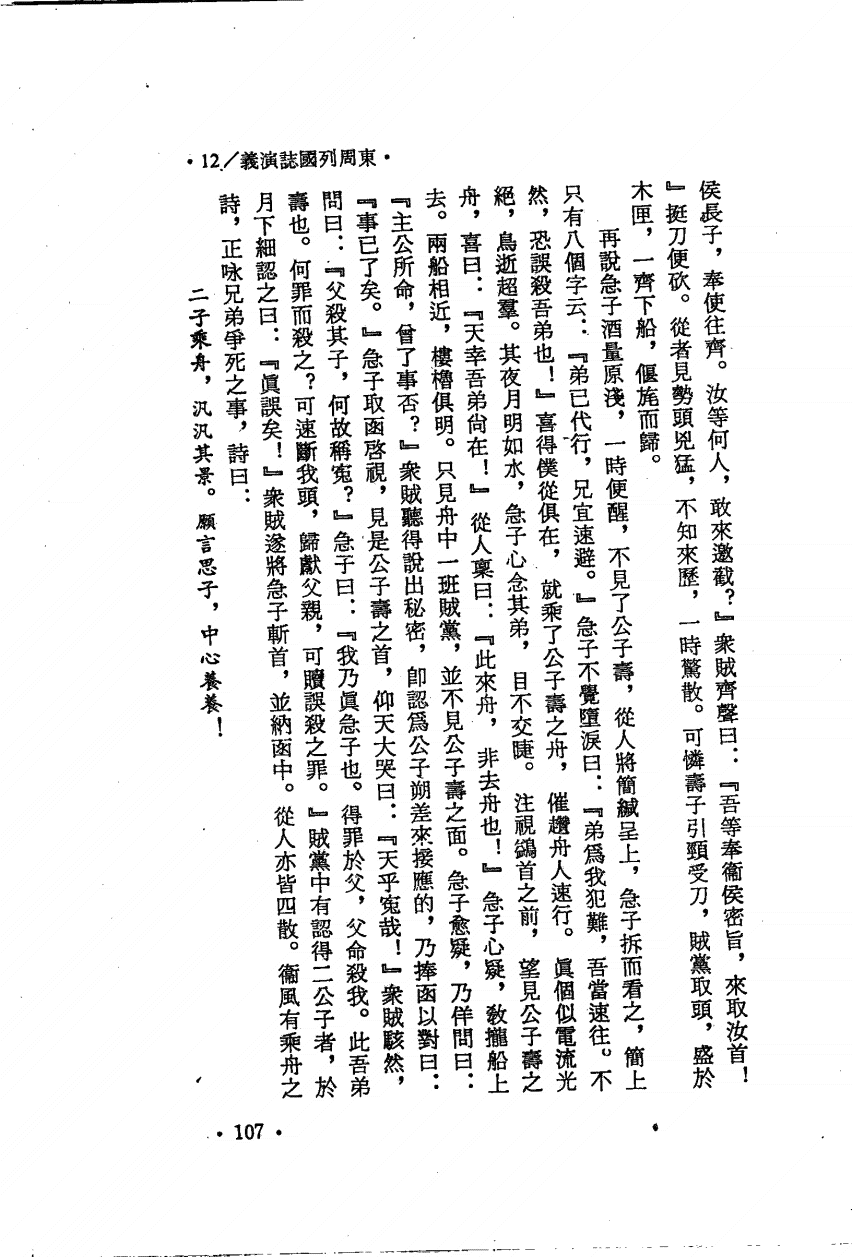 •12／義演誌國列周東•
侯長子，奉使往齊。汝等何人，敢來邀截？』衆賊齊聲曰：『吾等奉衞侯密旨，來取汝首！
』挺刀便砍。從者見勢頭兇猛，不知來歷，一時驚散。可憐壽子引頸受刀，賊黨取頭，盛於
木匣，一齊下船，偃旄而歸。
再說急子酒量原淺，一時便醒，不見了公子壽，從人將簡緘呈上，急子拆而看之，簡上
只有八個字云：『弟已代行，兄宜速避。』急子不覺墮淚曰：『弟爲我犯難，吾當速往。不
然，恐誤殺吾弟也！』喜得僕從俱在，就乘了公子壽之舟，催趲舟人速行。眞個似電流光
絕，鳥逝超羣。其夜月明如水，急子心念其弟，目不交睫。注視鷁首之前，望見公子壽之
舟，喜曰：『天幸吾弟尙在！』從人稟曰：『此來舟，非去舟也！』急子心疑，敎攏船上
去。兩船相近，樓櫓俱明。只見舟中一班賊黨，並不見公子壽之面。急子愈疑，乃佯問曰：
『主公所命，曾了事否？』衆賊聽得說出秘密，卽認爲公子朔差來接應的，乃捧函以對曰：
『事已了矣。』急子取函啓視，見是公子壽之首，仰天大哭曰：『天乎寃哉！』衆賊駭然，
問曰：『父殺其子，何故稱寃？』急子曰：『我乃眞急子也。得罪於父，父命殺我。此吾弟
壽也。何罪而殺之？可速斷我頭，歸獻父親，可贖誤殺之罪。』賊黨中有認得二公子者，於
月下細認之曰：『眞誤矣！』衆賊遂將急子斬首，並納函中。從人亦皆四散。衞風有乘舟之
詩，正咏兄弟爭死之事，詩曰：
二子乘舟，汎汎其景。願言思子，中心養養！
•107•